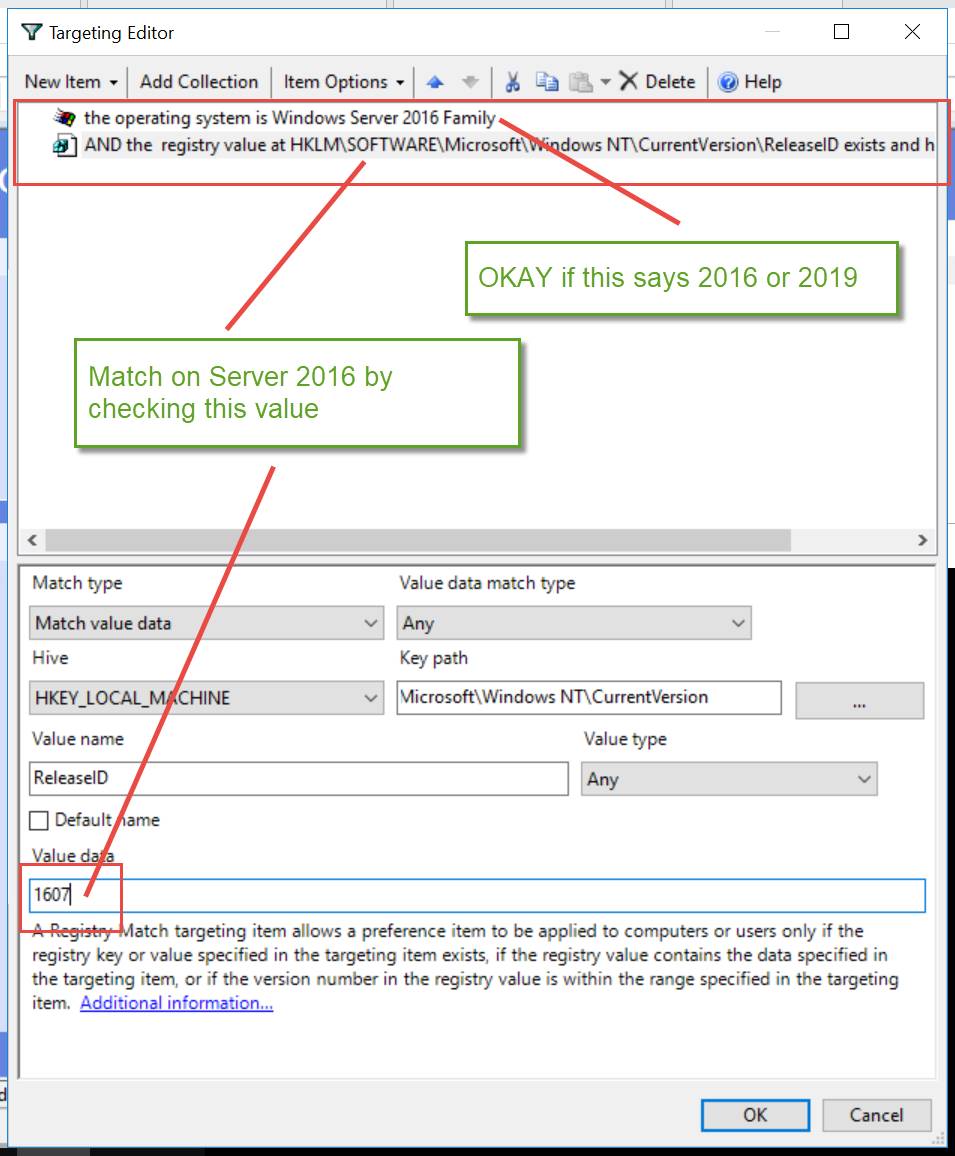 Targeting Editor
New Item Add Collection Item Options Delete Help
the operating system is Windows Server 2016 Family
AND the registry value at HKLM\SOFTWARE\Microsoft\Windows NT\CurrentVersion\ReleaseID exists and h
OKAY if this says 2016 or 2019
Match on Server 2016 by
checking this value
Match type Value data match type
Match value data Any
Hive Key path
HKEY_LOCAL_MACHINE Microsoft\Windows NT\CurrentVersion ...
Value name Value type
ReleaseID Any
Default name
Value data
1607
A Registry Match targeting item allows a preference item to be applied to computers or users only if the
registry key or value specified in the targeting item exists, if the registry value contains the data specified in
the targeting item, or if the version number in the registry value is within the range specified in the targeting
item. Additional information...
OK Cancel